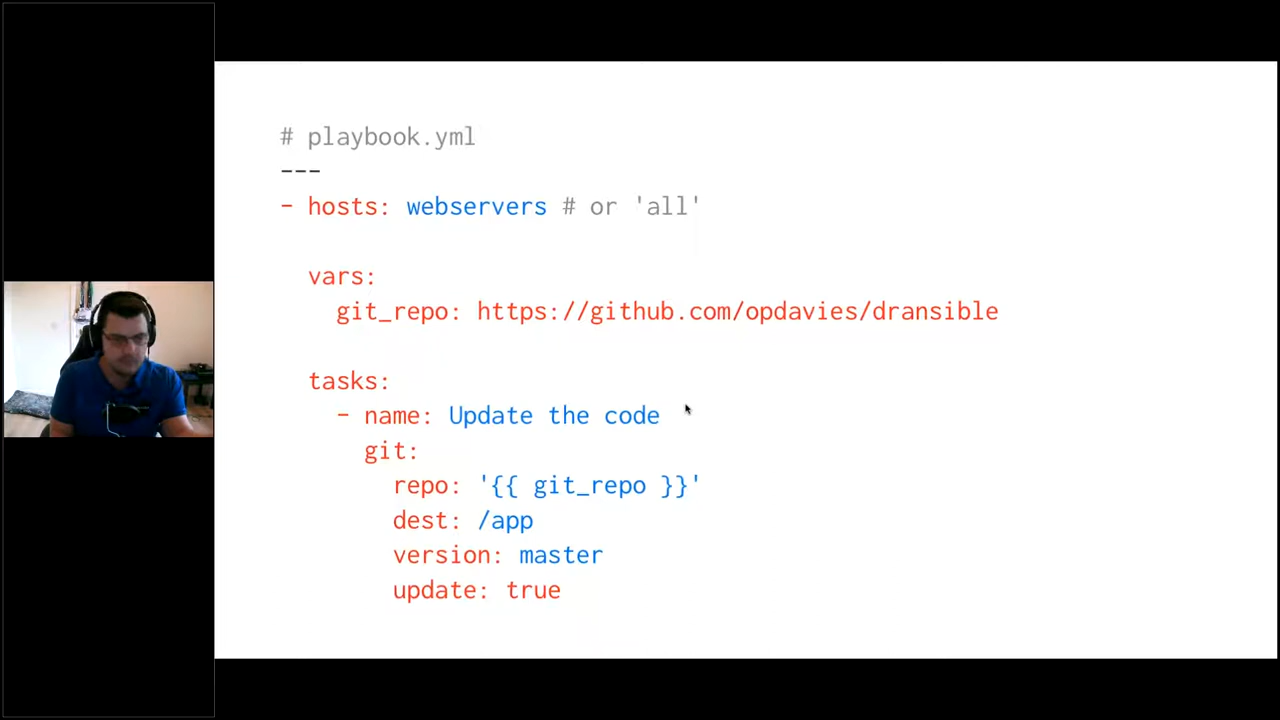 # playbook.yml
---
- hosts: webservers # or 'all'
vars:
git_repo: https://github.com/opdavies/dransible
tasks:
- name: Update the code
git:
repo: '{{ git_repo }}'
dest: /app
version: master
update: true